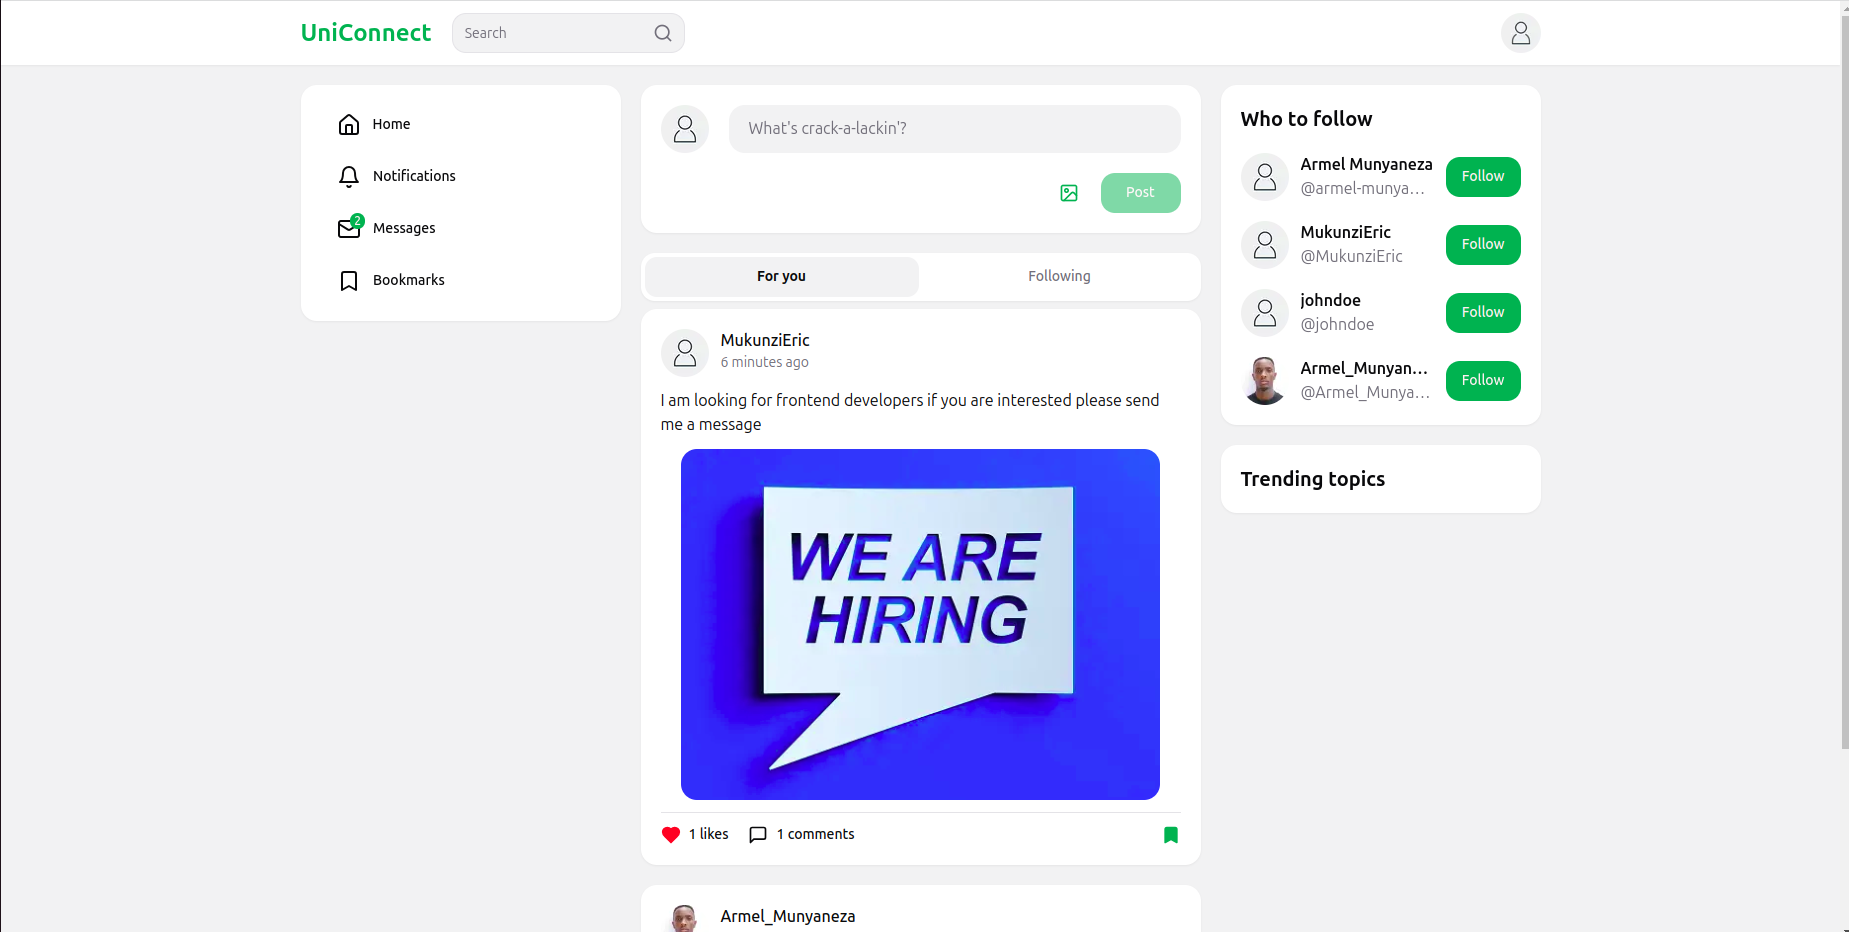 UniConnect
Search
Home
Notifications
2
Messages
Bookmarks
What's crack-a-lackin'?
Post
For you
Following
MukunziEric
6 minutes ago
I am looking for frontend developers if you are interested please send
me a message
WE ARE
HIRING
1 likes
1 comments
Armel_Munyaneza
Who to follow
Armel Munyaneza
@armel-munya...
Follow
MukunziEric
@MukunziEric
Follow
johndoe
@johndoe
Follow
Armel_Munyan...
@Armel_Munya...
Follow
Trending topics